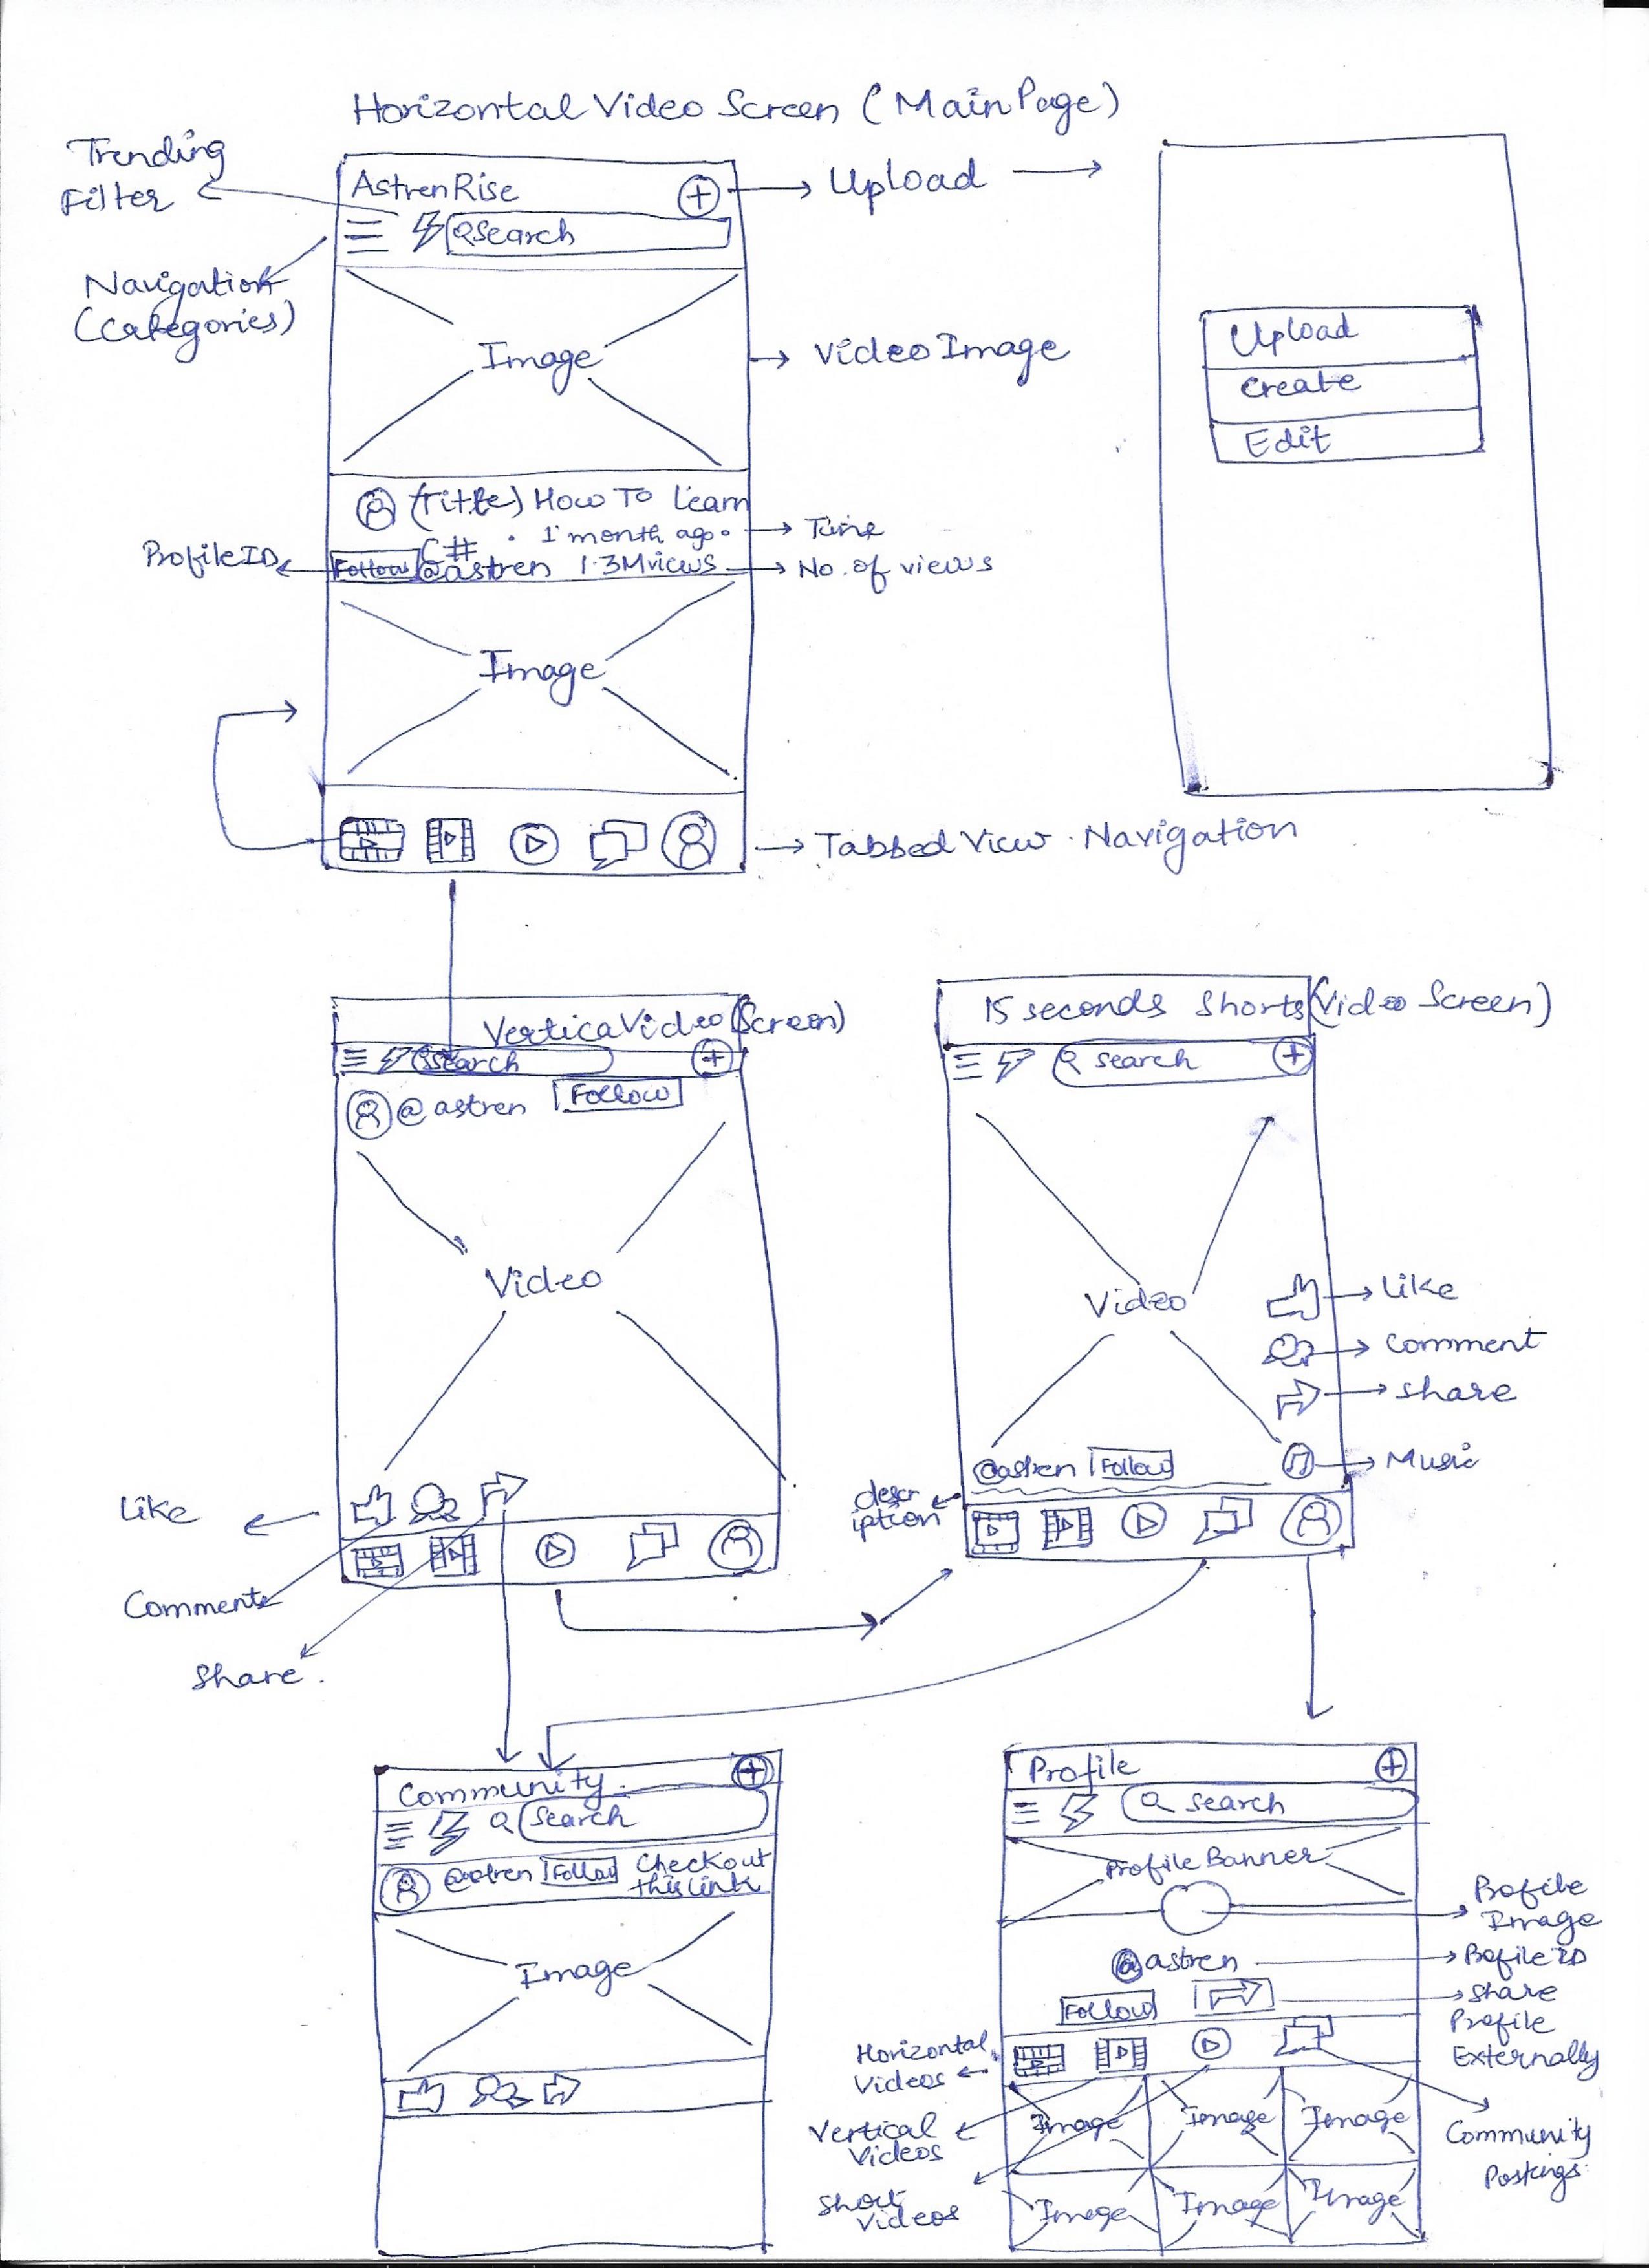 Horizontal Video Screen (Main Page)
Trending
Filter
AstrenRise
Upload
Search
Navigation
(Categories)
Image
Video Image
Upload
Create
Edit
(Title) How To Learn
C# · 1 month ago ·
Time
ProfileID
Follow @astren 1.3M views
No. of views
Image
Tabbed View · Navigation
VerticaVideo (Screen)
Search
@astren Follow
Video
Like
Comments
Share.
15 seconds Shorts (Video Screen)
Search
Video
Like
Comment
Share
Music
@astren Follow
descr
iption
Community
Search
@astren Follow Checkout
this link
Image
Profile
Search
Profile Banner
Profile
Image
@astren
Profile ID
Follow
Share
Profile
Externally
Horizontal
Videos
Vertical
Videos
Short
Videos
Community
Postings
Image Image Image
Image Image Image